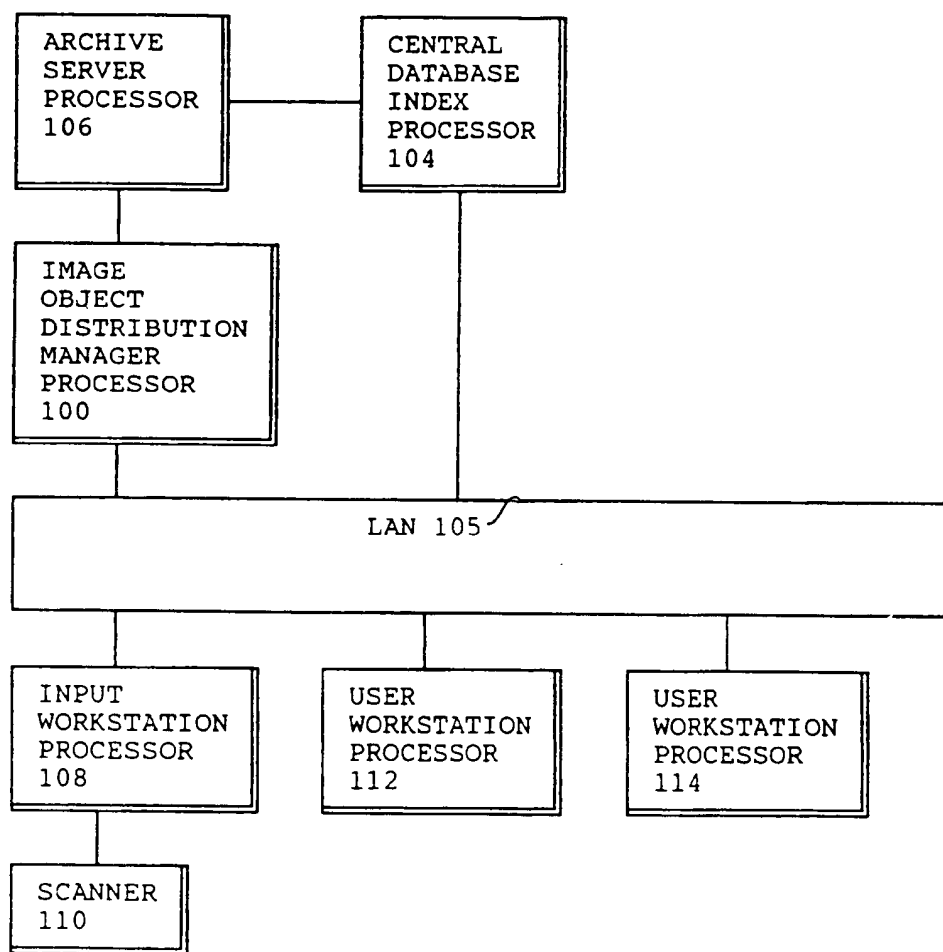 ARCHIVE
SERVER
PROCESSOR
106
CENTRAL
DATABASE
INDEX
PROCESSOR
104
IMAGE
OBJECT
DISTRIBUTION
MANAGER
PROCESSOR
100
LAN 105
INPUT
WORKSTATION
PROCESSOR
108
USER
WORKSTATION
PROCESSOR
112
USER
WORKSTATION
PROCESSOR
114
SCANNER
110